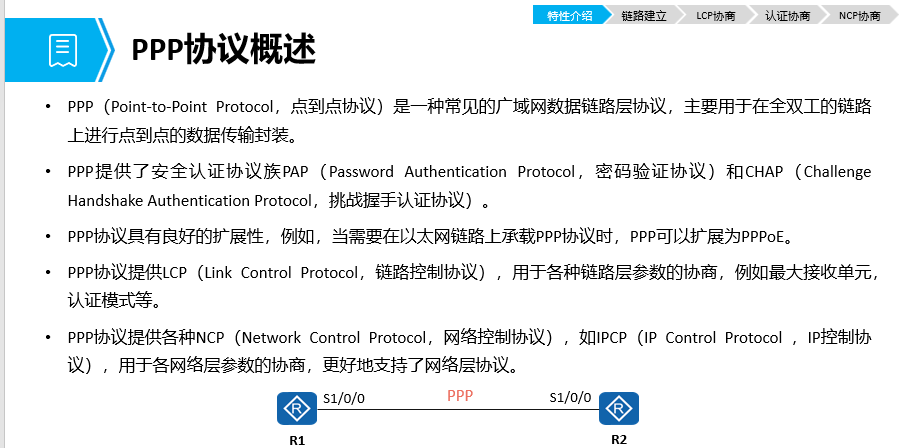 特性介绍 链路建立 LCP协商 认证协商 NCP协商
PPP协议概述
• PPP（Point-to-Point Protocol，点到点协议）是一种常见的广域网数据链路层协议，主要用于在全双工的链路
上进行点到点的数据传输封装。
• PPP提供了安全认证协议族PAP（Password Authentication Protocol，密码验证协议）和CHAP（Challenge
Handshake Authentication Protocol，挑战握手认证协议）。
• PPP协议具有良好的扩展性，例如，当需要在以太网链路上承载PPP协议时，PPP可以扩展为PPPoE。
• PPP协议提供LCP（Link Control Protocol，链路控制协议），用于各种链路层参数的协商，例如最大接收单元，
认证模式等。
• PPP协议提供各种NCP（Network Control Protocol，网络控制协议），如IPCP（IP Control Protocol ，IP控制协
议），用于各网络层参数的协商，更好地支持了网络层协议。
S1/0/0 PPP S1/0/0
R R
R1 R2